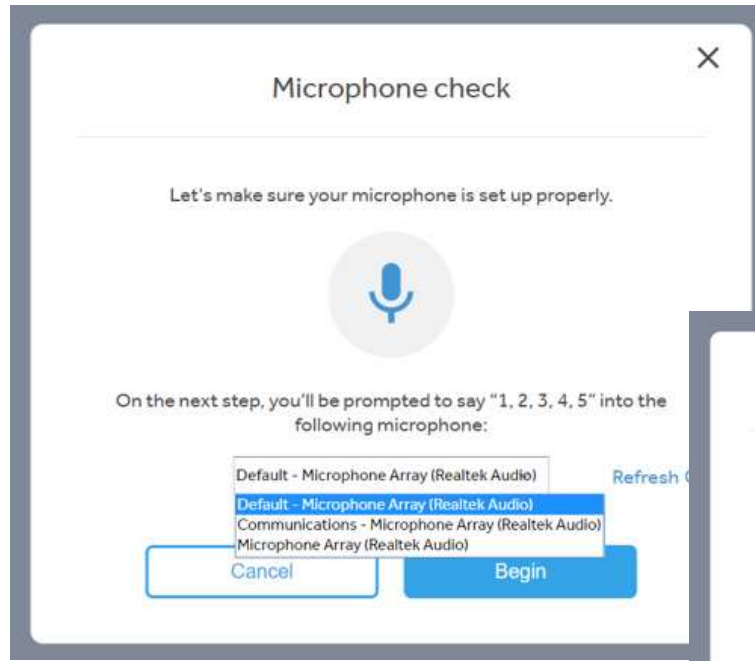 Microphone check
Let's make sure your microphone is set up properly.
On the next step, you'll be prompted to say "1, 2, 3, 4, 5" into the
following microphone:
Default - Microphone Array (Realtek Audio)
Refresh
Default - Microphone Array (Realtek Audio)
Communications - Microphone Array (Realtek Audio)
Microphone Array (Realtek Audio)
Cancel
Begin